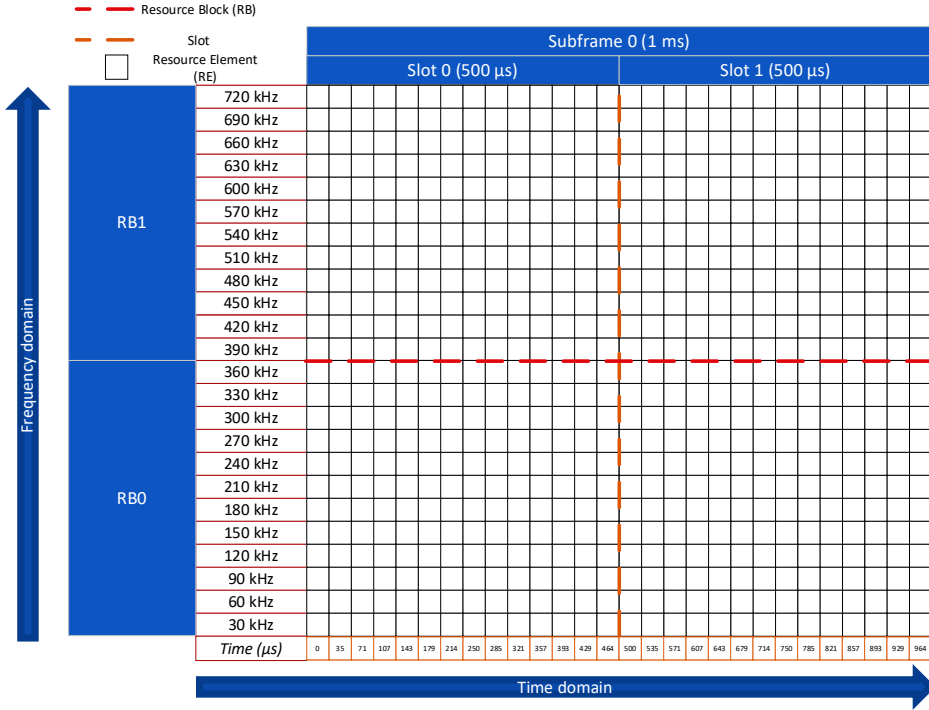 Resource Block (RB)
Slot
Resource Element
(RE)
Subframe 0 (1 ms)
Slot 0 (500 µs) Slot 1 (500 µs)
Frequency domain
RB1
720 kHz
690 kHz
660 kHz
630 kHz
600 kHz
570 kHz
540 kHz
510 kHz
480 kHz
450 kHz
420 kHz
390 kHz
RB0
360 kHz
330 kHz
300 kHz
270 kHz
240 kHz
210 kHz
180 kHz
150 kHz
120 kHz
90 kHz
60 kHz
30 kHz
Time (µs) 0 35 71 107 143 179 214 250 285 321 357 393 429 464 500 535 571 607 643 679 714 750 785 821 857 893 929 964
Time domain